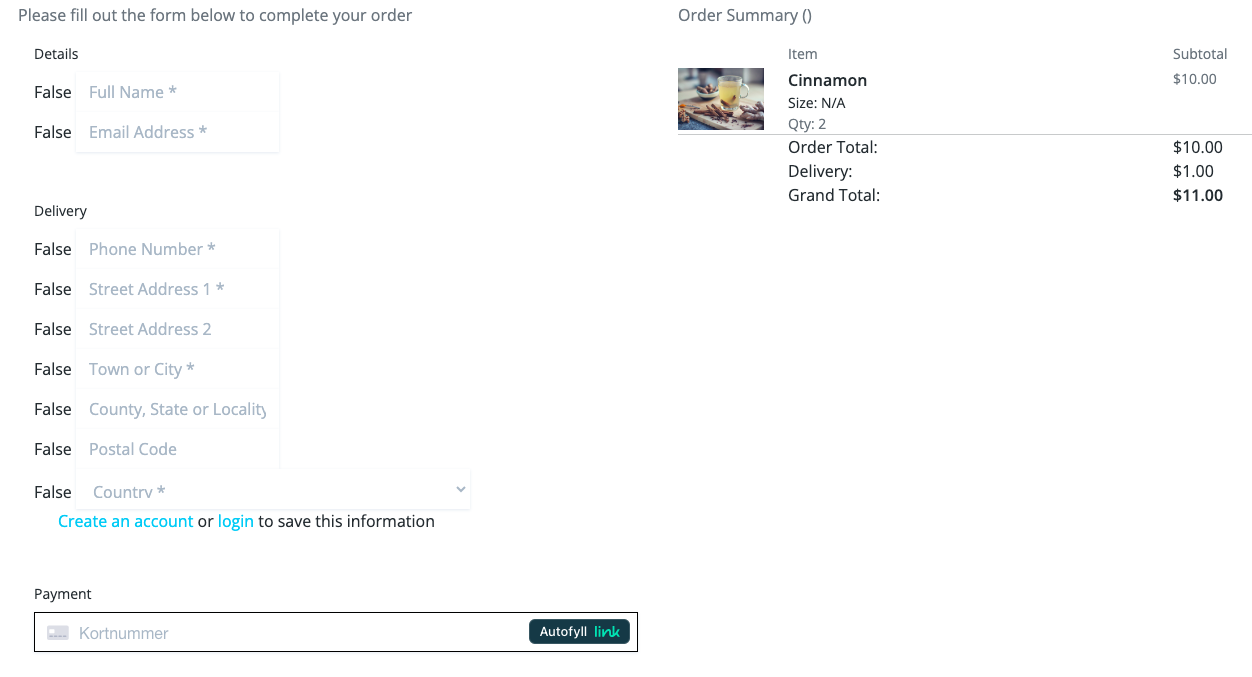 Please fill out the form below to complete your order
Details
False Full Name *
False Email Address *
Delivery
False Phone Number *
False Street Address 1 *
False Street Address 2
False Town or City *
False County, State or Locality
False Postal Code
False Country *
Create an account or login to save this information
Payment
Kortnummer Autofyll link
Order Summary ()
Item Subtotal
Cinnamon $10.00
Size: N/A
Qty: 2
Order Total: $10.00
Delivery: $1.00
Grand Total: $11.00